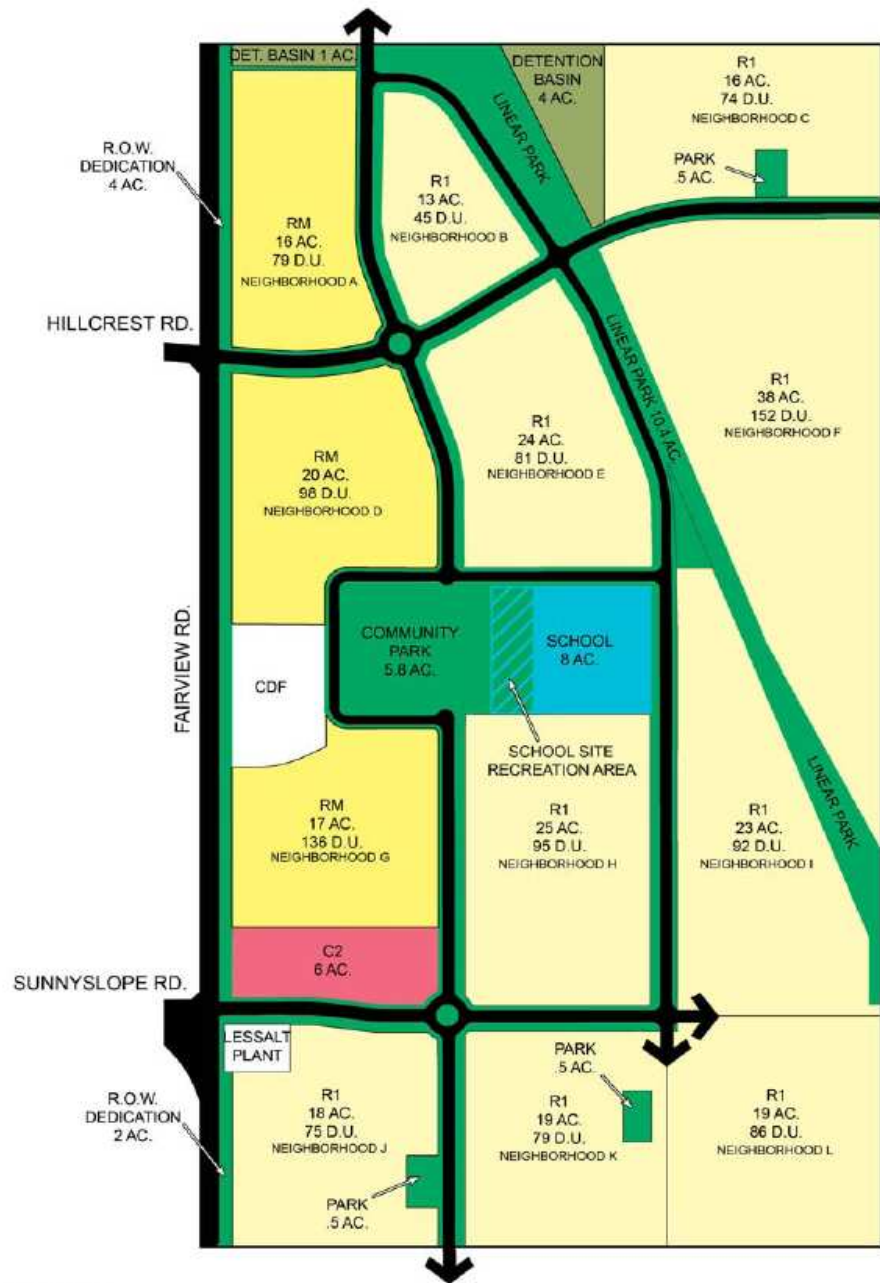 DET. BASIN 1 AC.
DETENTION
BASIN
4 AC.
R1
16 AC.
74 D.U.
NEIGHBORHOOD C
LINEAR PARK
R.O.W.
DEDICATION
4 AC.
PARK
.5 AC.
R1
13 AC.
45 D.U.
NEIGHBORHOOD B
RM
16 AC.
79 D.U.
NEIGHBORHOOD A
HILLCREST RD.
LINEAR PARK 10.4 AC.
R1
38 AC.
152 D.U.
NEIGHBORHOOD F
R1
24 AC.
81 D.U.
NEIGHBORHOOD E
RM
20 AC.
98 D.U.
NEIGHBORHOOD D
FAIRVIEW RD.
COMMUNITY
PARK
5.8 AC.
SCHOOL
8 AC.
CDF
SCHOOL SITE
RECREATION AREA
LINEAR PARK
RM
17 AC.
136 D.U.
NEIGHBORHOOD G
R1
25 AC.
95 D.U.
NEIGHBORHOOD H
R1
23 AC.
92 D.U.
NEIGHBORHOOD I
C2
6 AC.
SUNNYSLOPE RD.
LESSALT
PLANT
PARK
.5 AC.
R.O.W.
DEDICATION
2 AC.
R1
18 AC.
75 D.U.
NEIGHBORHOOD J
R1
19 AC.
79 D.U.
NEIGHBORHOOD K
R1
19 AC.
86 D.U.
NEIGHBORHOOD L
PARK
.5 AC.